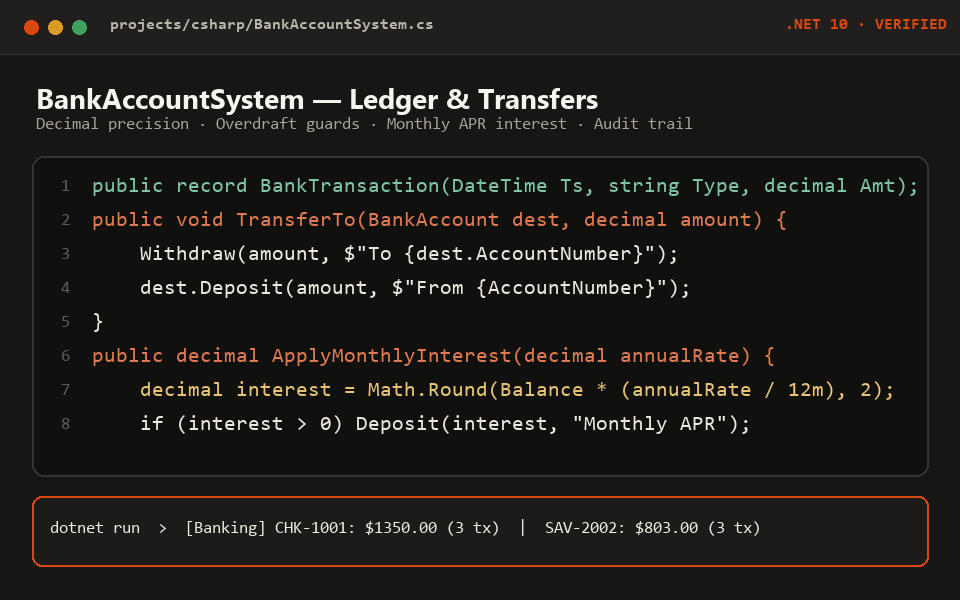 projects/csharp/BankAccountSystem.cs
.NET 10 · VERIFIED
BankAccountSystem — Ledger & Transfers
Decimal precision · Overdraft guards · Monthly APR interest · Audit trail
1 public record BankTransaction(DateTime Ts, string Type, decimal Amt);
2 public void TransferTo(BankAccount dest, decimal amount) {
3     Withdraw(amount, $"To {dest.AccountNumber}");
4     dest.Deposit(amount, $"From {AccountNumber}");
5 }
6 public decimal ApplyMonthlyInterest(decimal annualRate) {
7     decimal interest = Math.Round(Balance * (annualRate / 12m), 2);
8     if (interest > 0) Deposit(interest, "Monthly APR");
dotnet run > [Banking] CHK-1001: $1350.00 (3 tx) | SAV-2002: $803.00 (3 tx)